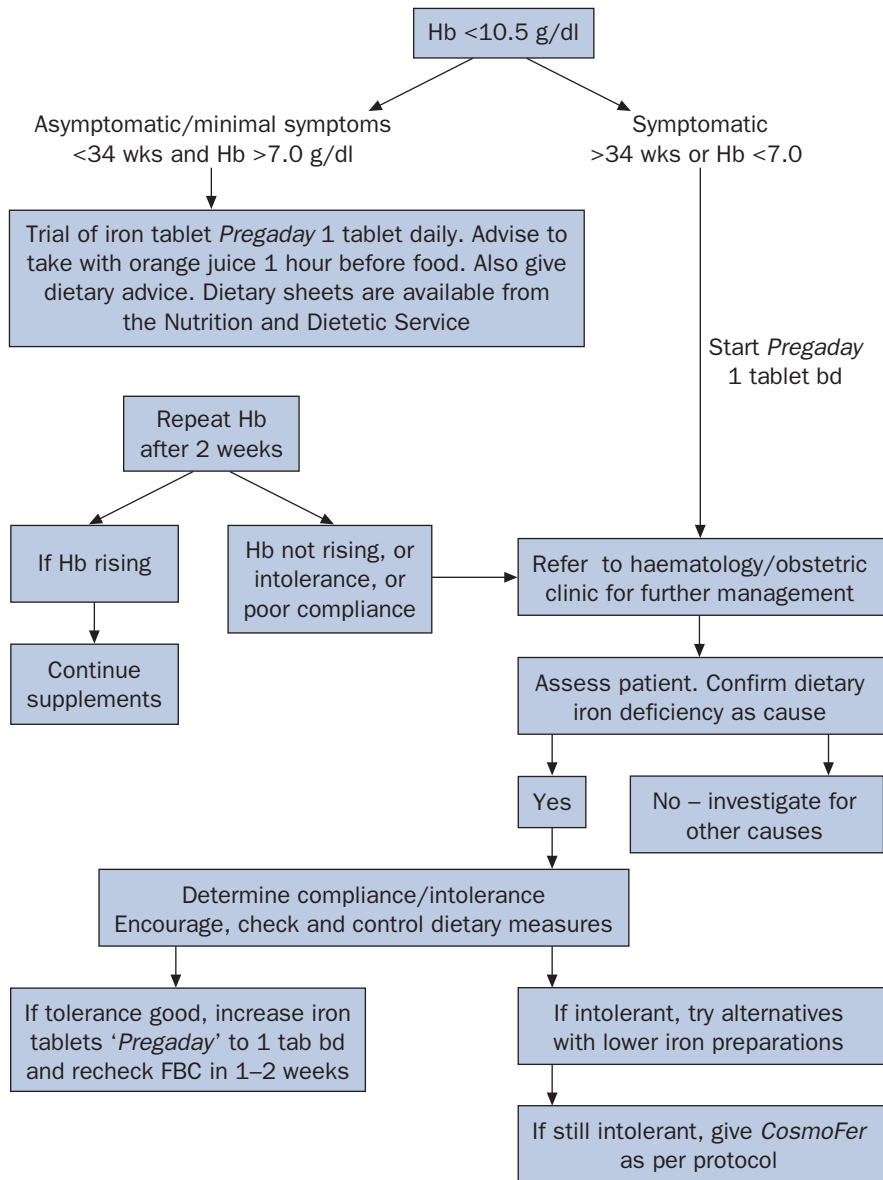 Hb <10.5 g/dl
Asymptomatic/minimal symptoms
<34 wks and Hb >7.0 g/dl
Symptomatic
>34 wks or Hb <7.0
Trial of iron tablet Pregaday 1 tablet daily. Advise to
take with orange juice 1 hour before food. Also give
dietary advice. Dietary sheets are available from
the Nutrition and Dietetic Service
Start Pregaday
1 tablet bd
Repeat Hb
after 2 weeks
If Hb rising
Hb not rising, or
intolerance, or
poor compliance
Refer to haematology/obstetric
clinic for further management
Continue
supplements
Assess patient. Confirm dietary
iron deficiency as cause
Yes
No – investigate for
other causes
Determine compliance/intolerance
Encourage, check and control dietary measures
If tolerance good, increase iron
tablets ‘Pregaday’ to 1 tab bd
and recheck FBC in 1–2 weeks
If intolerant, try alternatives
with lower iron preparations
If still intolerant, give CosmoFer
as per protocol